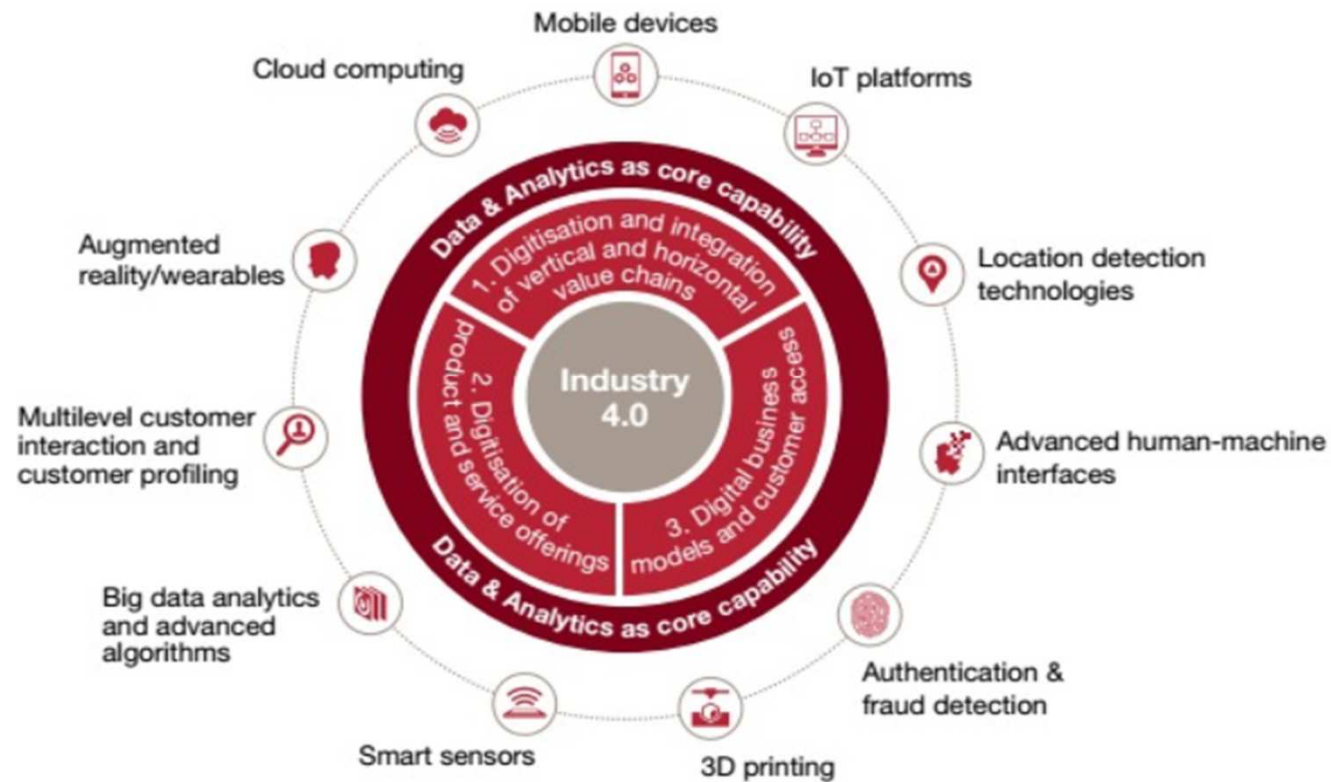 Mobile devices
Cloud computing
IoT platforms
Data & Analytics as core capability
1. Digitisation and integration
of vertical and horizontal
value chains
Augmented
reality/wearables
Location detection
technologies
Industry
4.0
2. Digitisation of
product and service offerings
3. Digital business
models and customer access
Multilevel customer
interaction and
customer profiling
Advanced human-machine
interfaces
Data & Analytics as core capability
Big data analytics
and advanced
algorithms
Authentication &
fraud detection
Smart sensors
3D printing